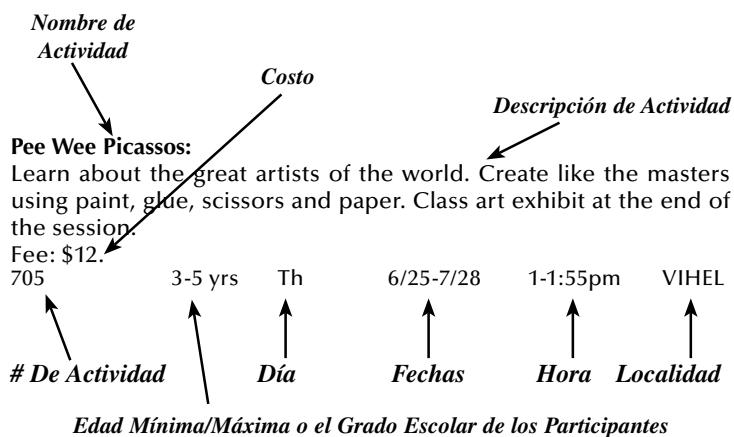 Nombre de
Actividad
Costo
Descripción de Actividad
Pee Wee Picassos:
Learn about the great artists of the world. Create like the masters
using paint, glue, scissors and paper. Class art exhibit at the end of
the session.
Fee: $12.
705 3-5 yrs Th 6/25-7/28 1-1:55pm VIHEL
# De Actividad Día Fechas Hora Localidad
Edad Mínima/Máxima o el Grado Escolar de los Participantes